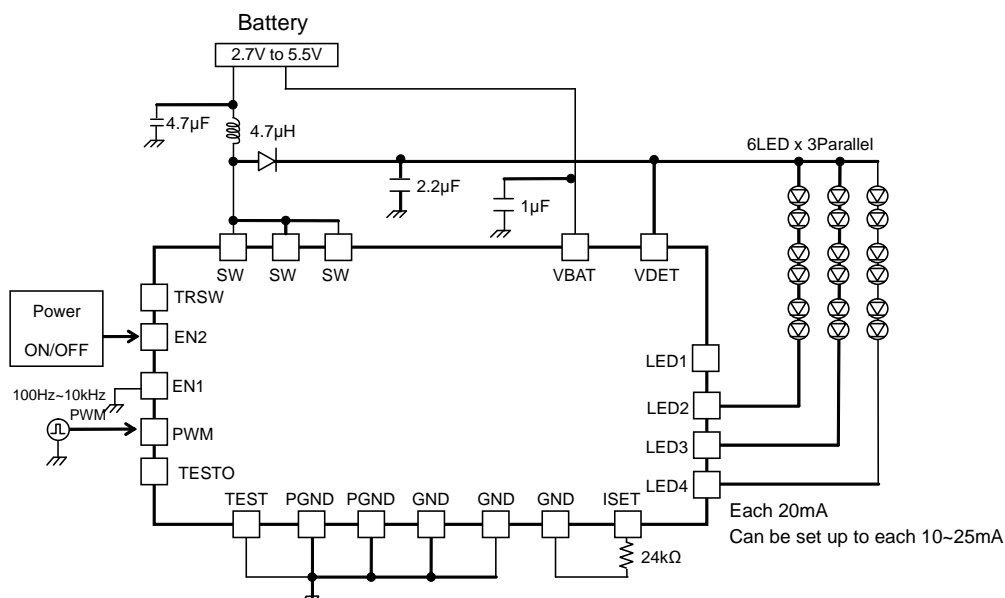 Battery
2.7V to 5.5V
4.7µF
4.7µH
6LED x 3Parallel
2.2µF
1µF
SW
SW
SW
VBAT
VDET
TRSW
Power
ON/OFF
EN2
LED1
EN1
100Hz~10kHz
PWM
LED2
PWM
LED3
TESTO
LED4
TEST
PGND
PGND
GND
GND
GND
ISET
Each 20mA
Can be set up to each 10~25mA
24kΩ